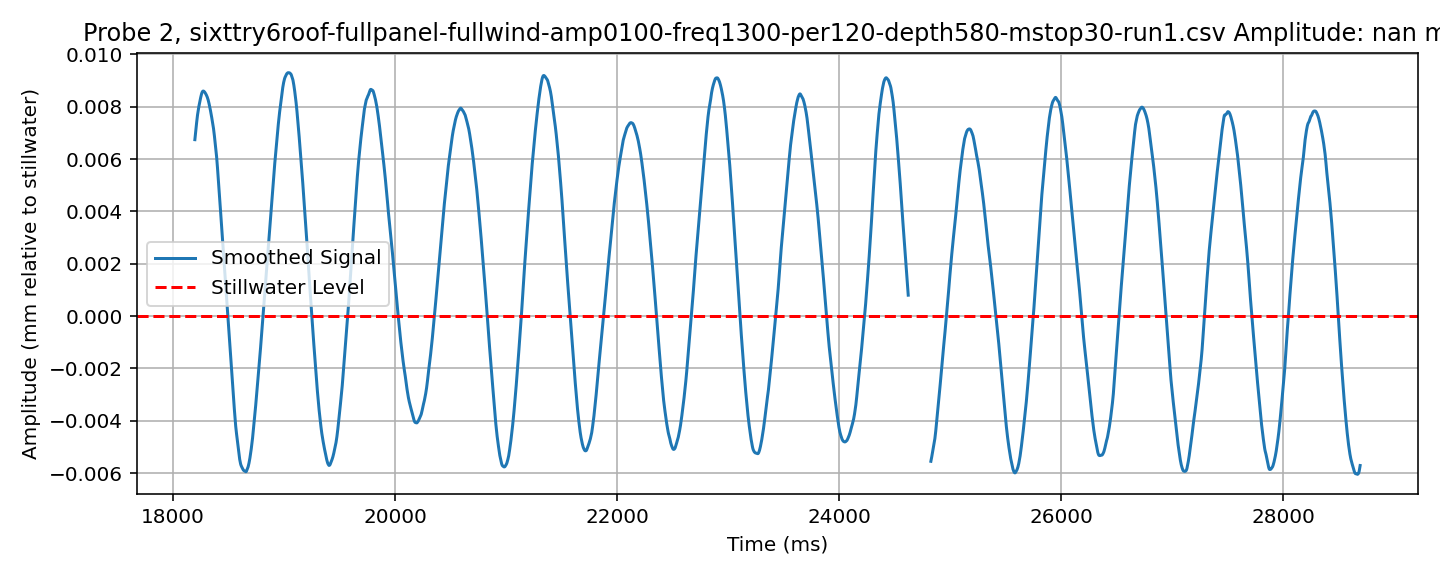 Probe 2, sixttry6roof-fullpanel-fullwind-amp0100-freq1300-per120-depth580-mstop30-run1.csv Amplitude: nan m
Amplitude (mm relative to stillwater)
0.010
0.008
0.006
0.004
0.002
0.000
−0.002
−0.004
−0.006
Smoothed Signal
Stillwater Level
18000 20000 22000 24000 26000 28000
Time (ms)